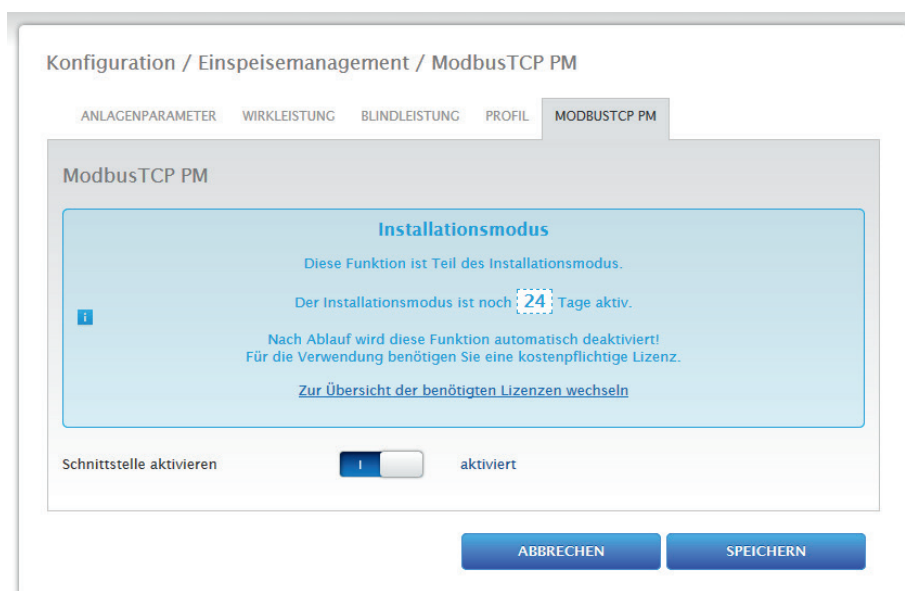 Konfiguration / Einspeisemanagement / ModbusTCP PM
ANLAGENPARAMETER WIRKLEISTUNG BLINDLEISTUNG PROFIL MODBUSTCP PM
ModbusTCP PM
Installationsmodus
Diese Funktion ist Teil des Installationsmodus.
Der Installationsmodus ist noch 24 Tage aktiv.
i
Nach Ablauf wird diese Funktion automatisch deaktiviert!
Für die Verwendung benötigen Sie eine kostenpflichtige Lizenz.
Zur Übersicht der benötigten Lizenzen wechseln
Schnittstelle aktivieren I aktiviert
ABBRECHEN SPEICHERN